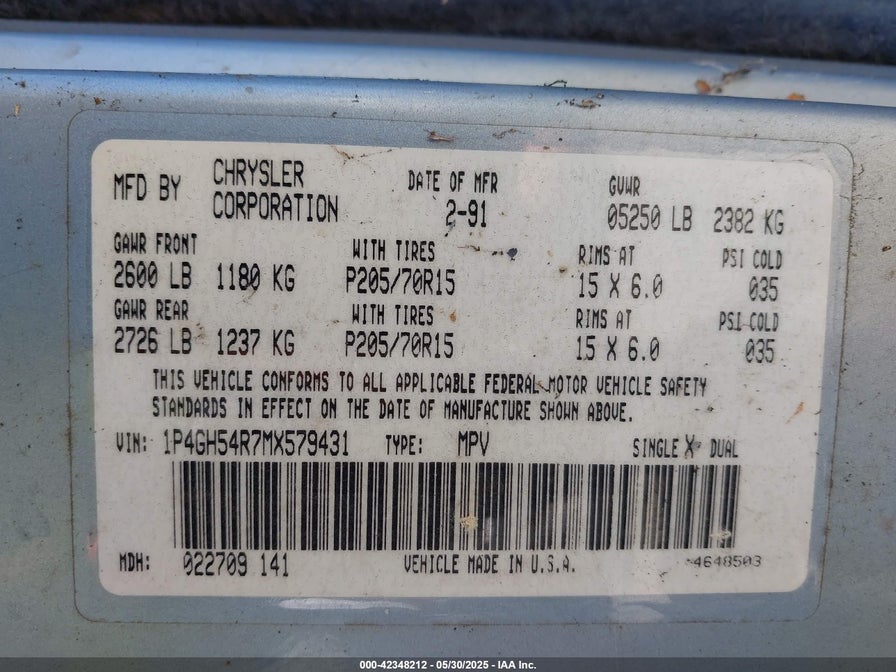 MFD BY CHRYSLER CORPORATION DATE OF MFR 2-91 GVWR 05250 LB 2382 KG
GAWR FRONT WITH TIRES RIMS AT PSI COLD
2600 LB 1180 KG P205/70R15 15 X 6.0 035
GAWR REAR WITH TIRES RIMS AT PSI COLD
2726 LB 1237 KG P205/70R15 15 X 6.0 035
THIS VEHICLE CONFORMS TO ALL APPLICABLE FEDERAL MOTOR VEHICLE SAFETY
STANDARDS IN EFFECT ON THE DATE OF MANUFACTURE SHOWN ABOVE.
VIN: 1P4GH54R7MX579431 TYPE: MPV SINGLE X DUAL
MDH: 022709 141 VEHICLE MADE IN U.S.A. 4648503
000-42348212 - 05/30/2025 - IAA Inc.